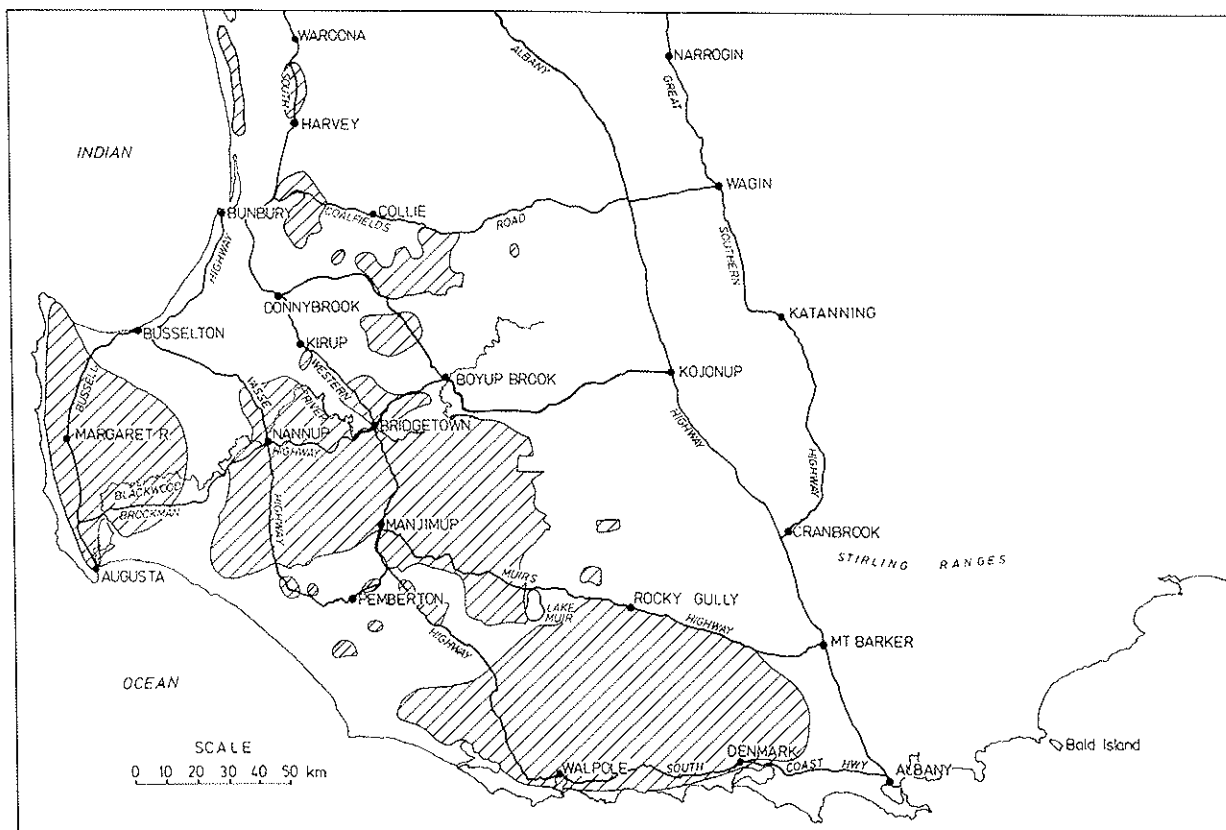 WAROONA
ALBANY
NARROGIN
GREAT
SOUTH
HARVEY
INDIAN
WAGIN
BUNBURY
COLLIE
COALFIELDS
ROAD
SOUTHERN
HIGHWAY
DONNYBROOK
KATANNING
BUSSELTON
KIRUP
WESTERN
BOYUP BROOK
KOJONUP
BUSSELL
VASSE
RIVER
BRIDGETOWN
HIGHWAY
MARGARET R.
NANNUP
HIGHWAY
HIGHWAY
BLACKWOOD
BROCKMAN
HIGHWAY
MANJIMUP
CRANBROOK
STIRLING RANGES
AUGUSTA
MUIRS
PEMBERTON
LAKE
MUIR
ROCKY GULLY
HIGHWAY
HIGHWAY
MT BARKER
OCEAN
SCALE
0 10 20 30 40 50 km
WALPOLE
SOUTH
DENMARK
COAST HWY
ALBANY
Bald Island